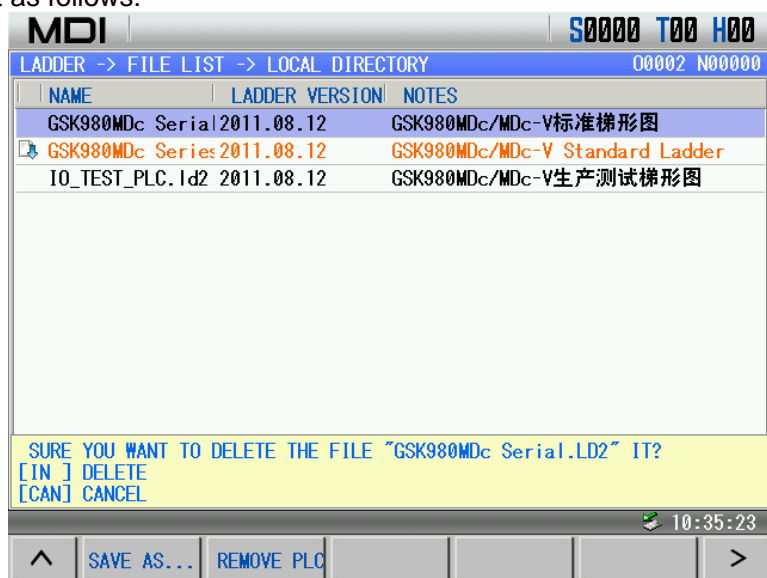 as follows.
MDI S0000 T00 H00
LADDER -> FILE LIST -> LOCAL DIRECTORY O0002 N00000
NAME LADDER VERSION NOTES
GSK980MDc Serial 2011.08.12 GSK980MDc/MDc-V标准梯形图
GSK980MDc Series 2011.08.12 GSK980MDc/MDc-V Standard Ladder
IO_TEST_PLC.ld2 2011.08.12 GSK980MDc/MDc-V生产测试梯形图
SURE YOU WANT TO DELETE THE FILE "GSK980MDc Serial.LD2" IT?
[IN ] DELETE
[CAN] CANCEL
10:35:23
SAVE AS... REMOVE PLC >